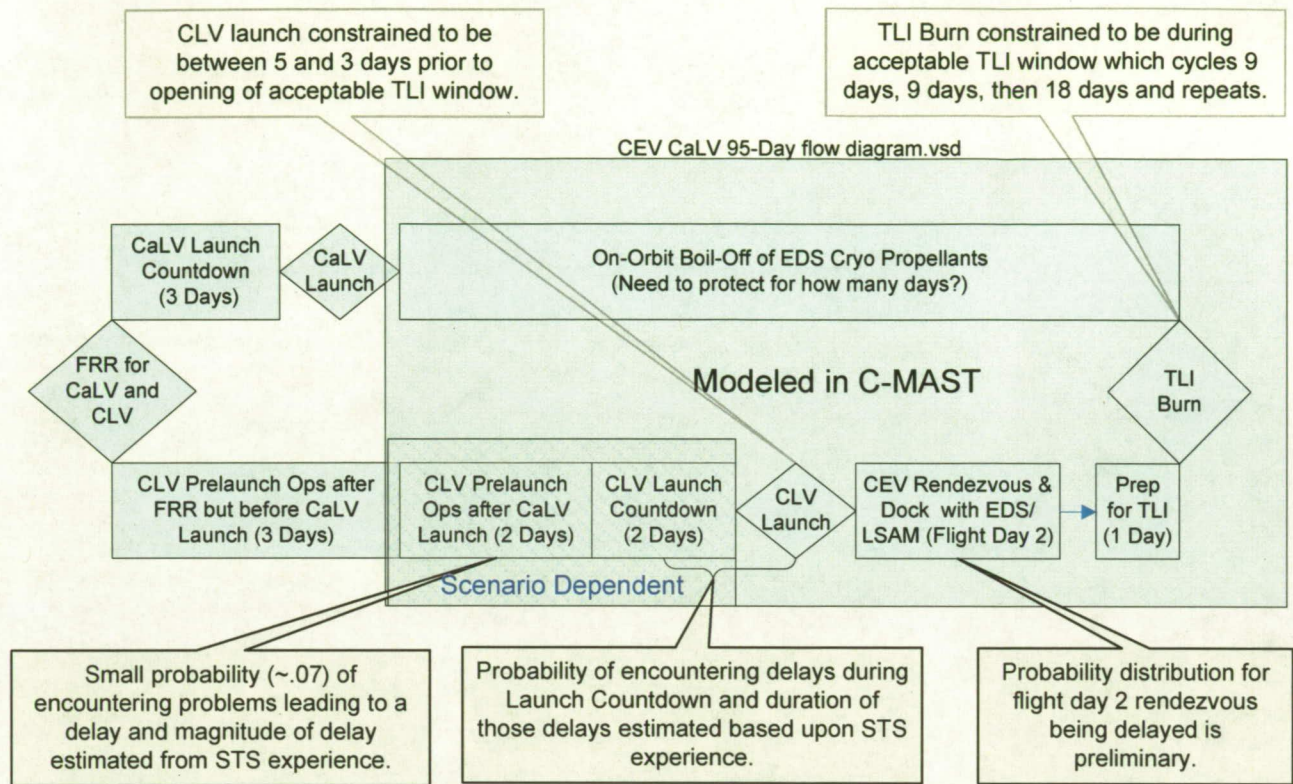 CLV launch constrained to be
between 5 and 3 days prior to
opening of acceptable TLI window.
TLI Burn constrained to be during
acceptable TLI window which cycles 9
days, 9 days, then 18 days and repeats.
CEV CaLV 95-Day flow diagram.vsd
CaLV Launch
Countdown
(3 Days)
CaLV
Launch
On-Orbit Boil-Off of EDS Cryo Propellants
(Need to protect for how many days?)
FRR for
CaLV and
CLV
Modeled in C-MAST
TLI
Burn
CLV Prelaunch Ops after
FRR but before CaLV
Launch (3 Days)
CLV Prelaunch
Ops after CaLV
Launch (2 Days)
CLV Launch
Countdown
(2 Days)
CLV
Launch
CEV Rendezvous &
Dock with EDS/
LSAM (Flight Day 2)
Prep
for TLI
(1 Day)
Scenario Dependent
Small probability (~.07) of
encountering problems leading to a
delay and magnitude of delay
estimated from STS experience.
Probability of encountering delays during
Launch Countdown and duration of
those delays estimated based upon STS
experience.
Probability distribution for
flight day 2 rendezvous
being delayed is
preliminary.